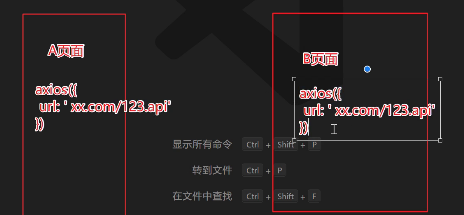 A页面
axios({
url: ' xx.com/123.api'
})
B页面
axios({
url: ' xx.com/123.api'
})
显示所有命令 Ctrl + Shift + P
转到文件 Ctrl + P
在文件中查找 Ctrl + Shift + F